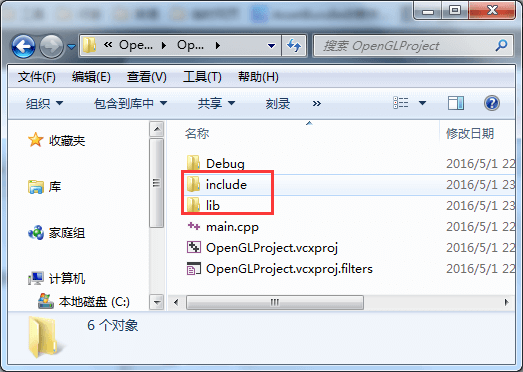 « Ope... ▸ Op... ▸
搜索 OpenGLProject
文件(F) 编辑(E) 查看(V) 工具(T) 帮助(H)
组织 包含到库中 共享 刻录 »
收藏夹
库
家庭组
计算机
本地磁盘 (C:)
名称 修改日期
Debug 2016/5/1 22
include 2016/5/1 23
lib 2016/5/1 23
main.cpp 2016/5/1 22
OpenGLProject.vcxproj 2016/5/1 22
OpenGLProject.vcxproj.filters 2016/5/1 22
6 个对象